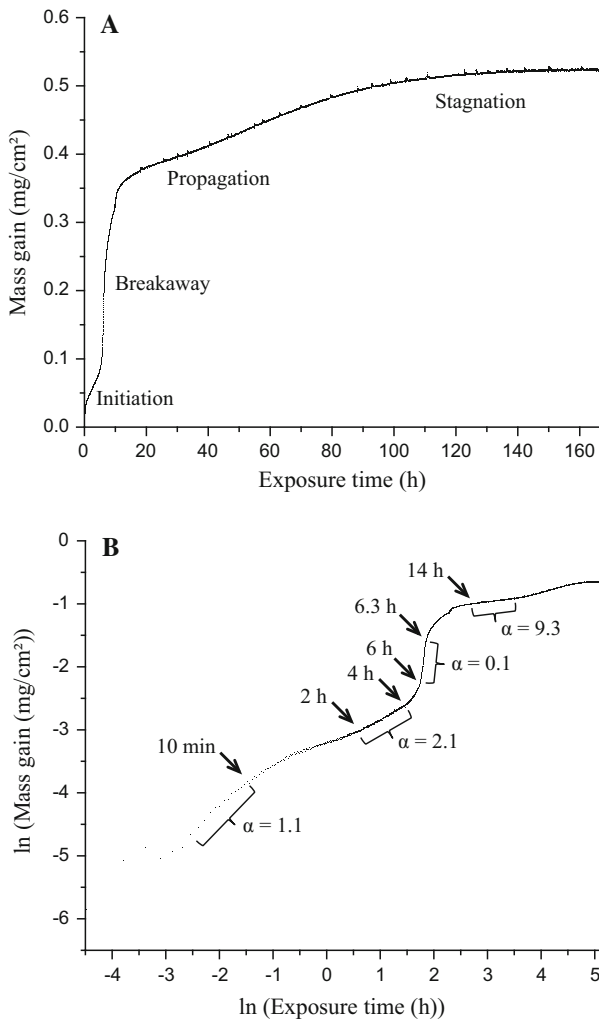 A
Mass gain (mg/cm²)
0.6
0.5
0.4
0.3
0.2
0.1
0.0
Stagnation
Propagation
Breakaway
Initiation
0 20 40 60 80 100 120 140 160
Exposure time (h)
B
ln (Mass gain (mg/cm²))
0
-1
-2
-3
-4
-5
-6
14 h
6.3 h
α = 9.3
6 h
α = 0.1
4 h
2 h
α = 2.1
10 min
α = 1.1
-4 -3 -2 -1 0 1 2 3 4 5
ln (Exposure time (h))